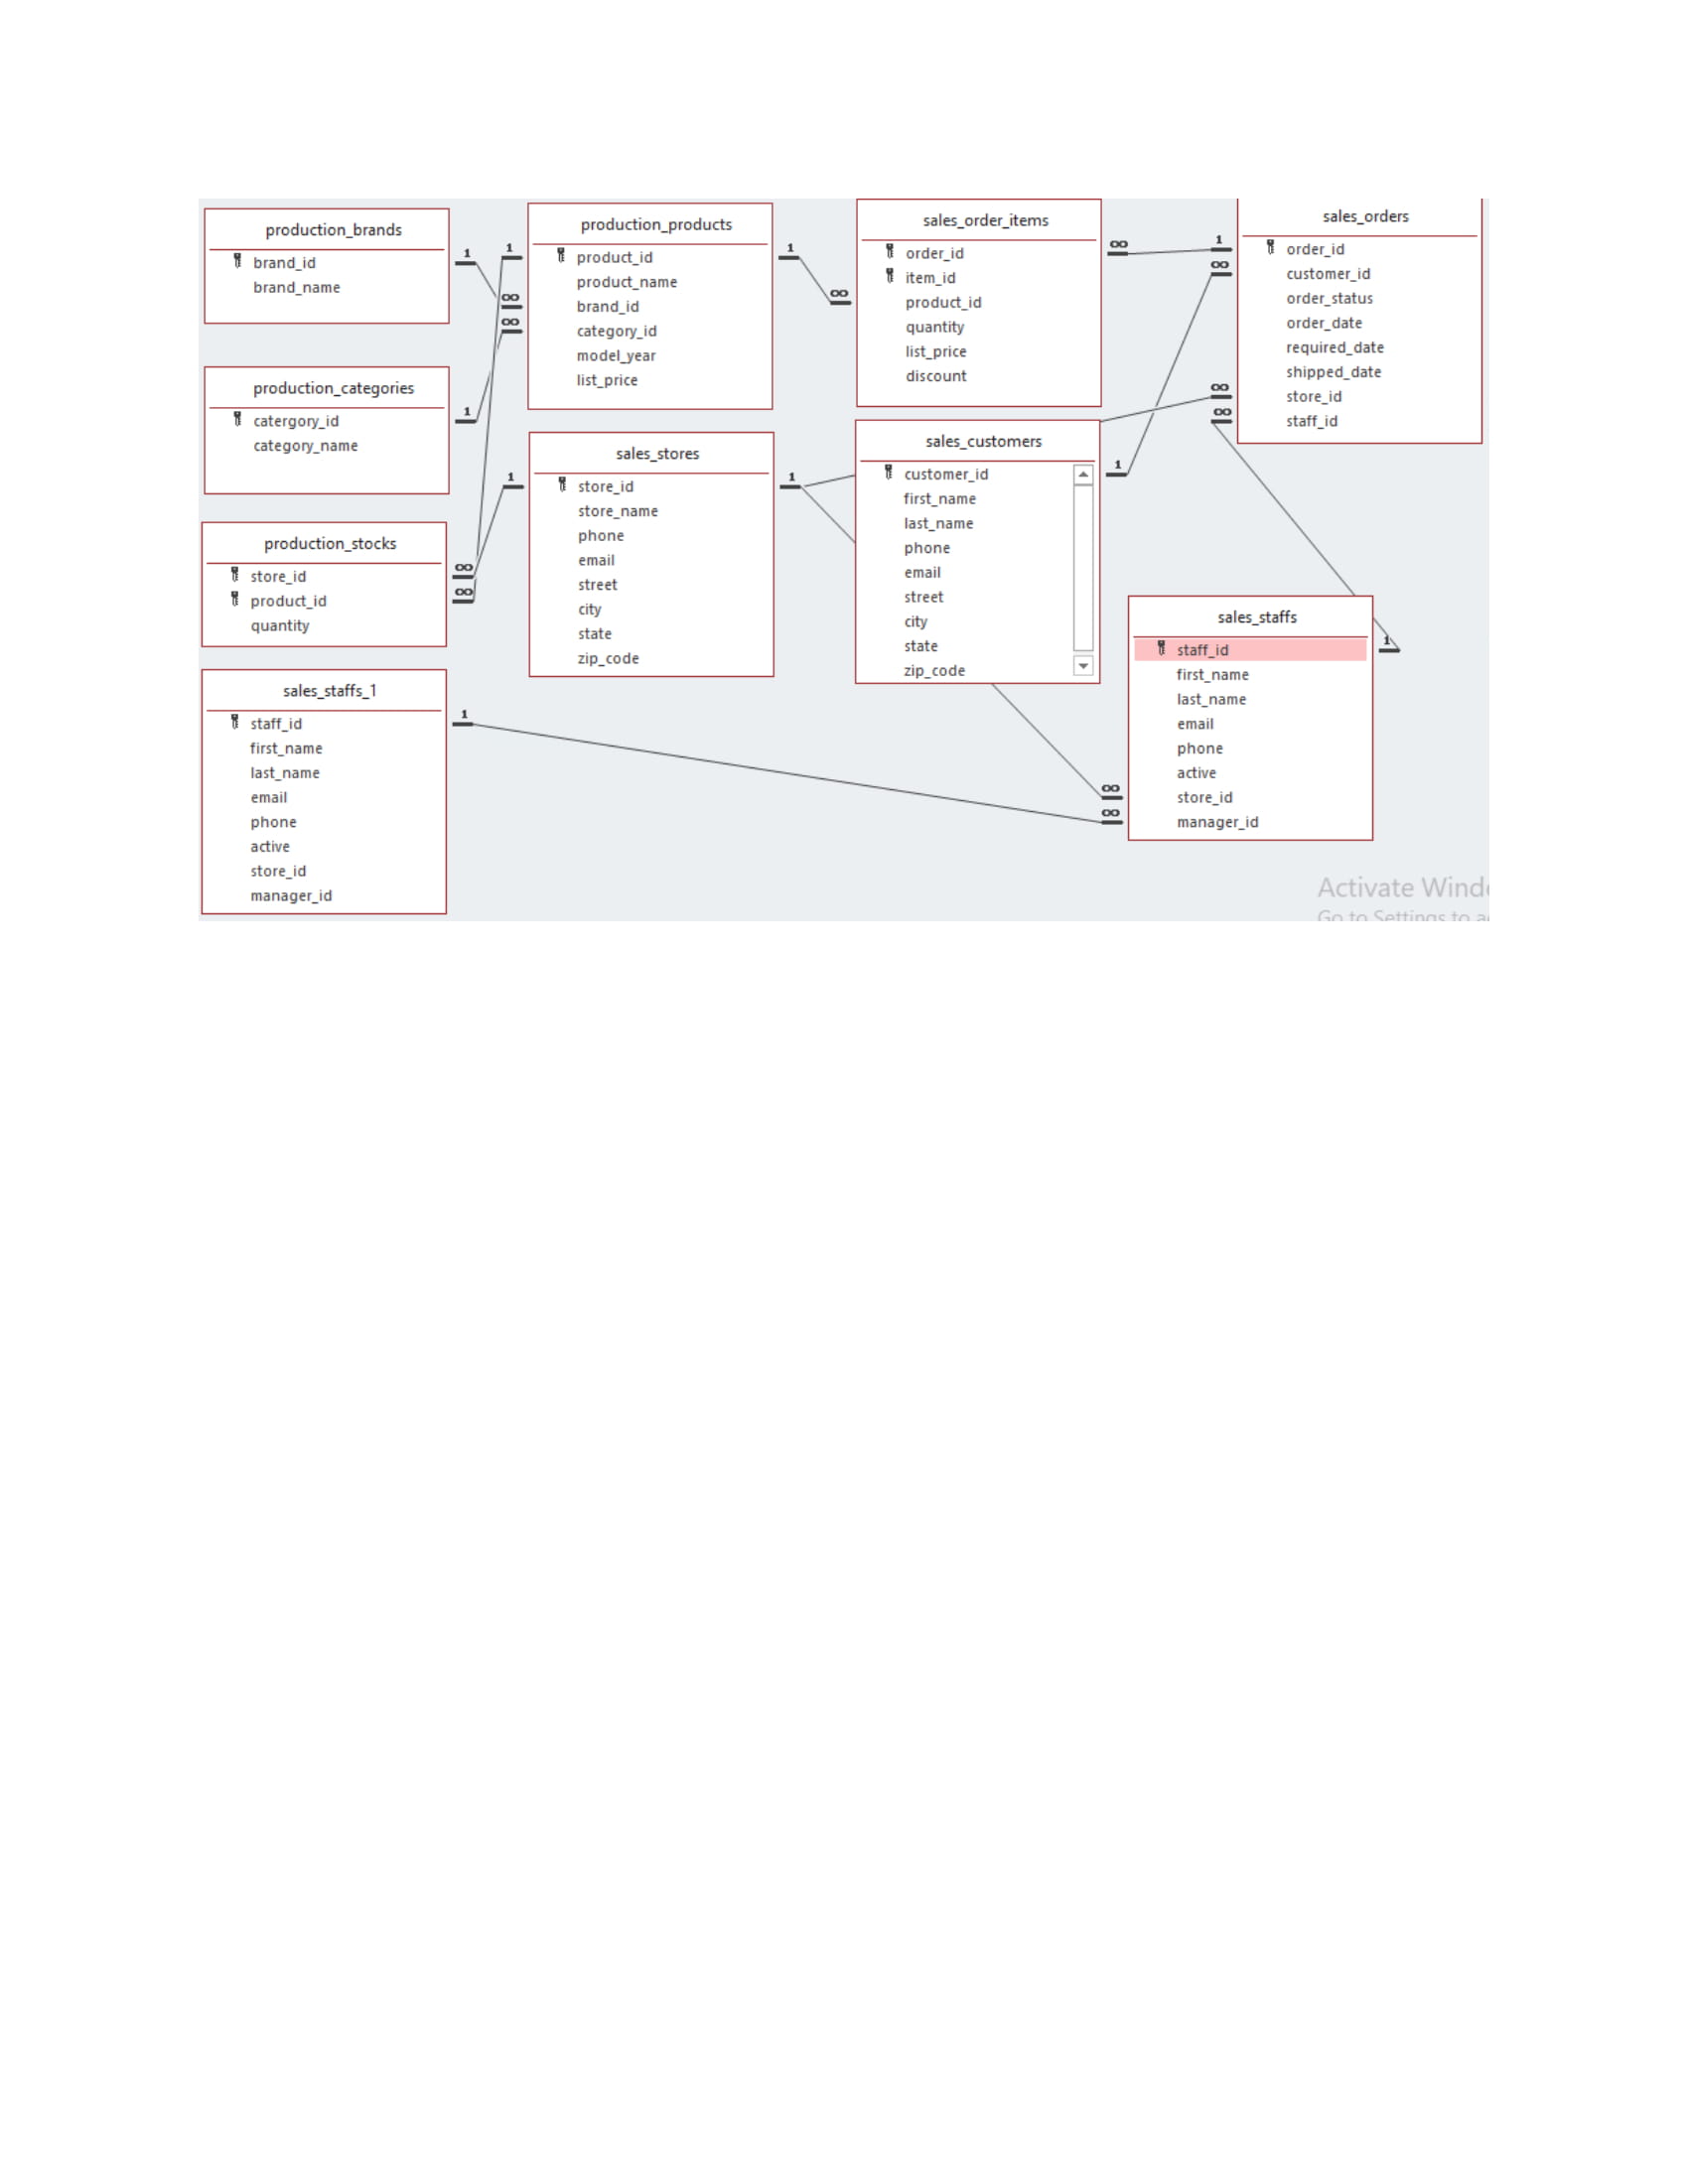 production_brands
brand_id
brand_name
production_categories
catergory_id
category_name
production_stocks
store_id
product_id
quantity
sales_staffs_1
staff_id
first_name
last_name
email
phone
active
store_id
manager_id
production_products
product_id
product_name
brand_id
category_id
model_year
list_price
sales_stores
store_id
store_name
phone
email
street
city
state
zip_code
sales_order_items
order_id
item_id
product_id
quantity
list_price
discount
sales_customers
customer_id
first_name
last_name
phone
email
street
city
state
zip_code
sales_orders
order_id
customer_id
order_status
order_date
required_date
shipped_date
store_id
staff_id
sales_staffs
staff_id
first_name
last_name
email
phone
active
store_id
manager_id
1
∞
1
∞
1
1
∞
∞
1
1
∞
1
∞
1
∞
1
∞
∞
1
1
∞
∞
Activate Wind
Go to Settings to a